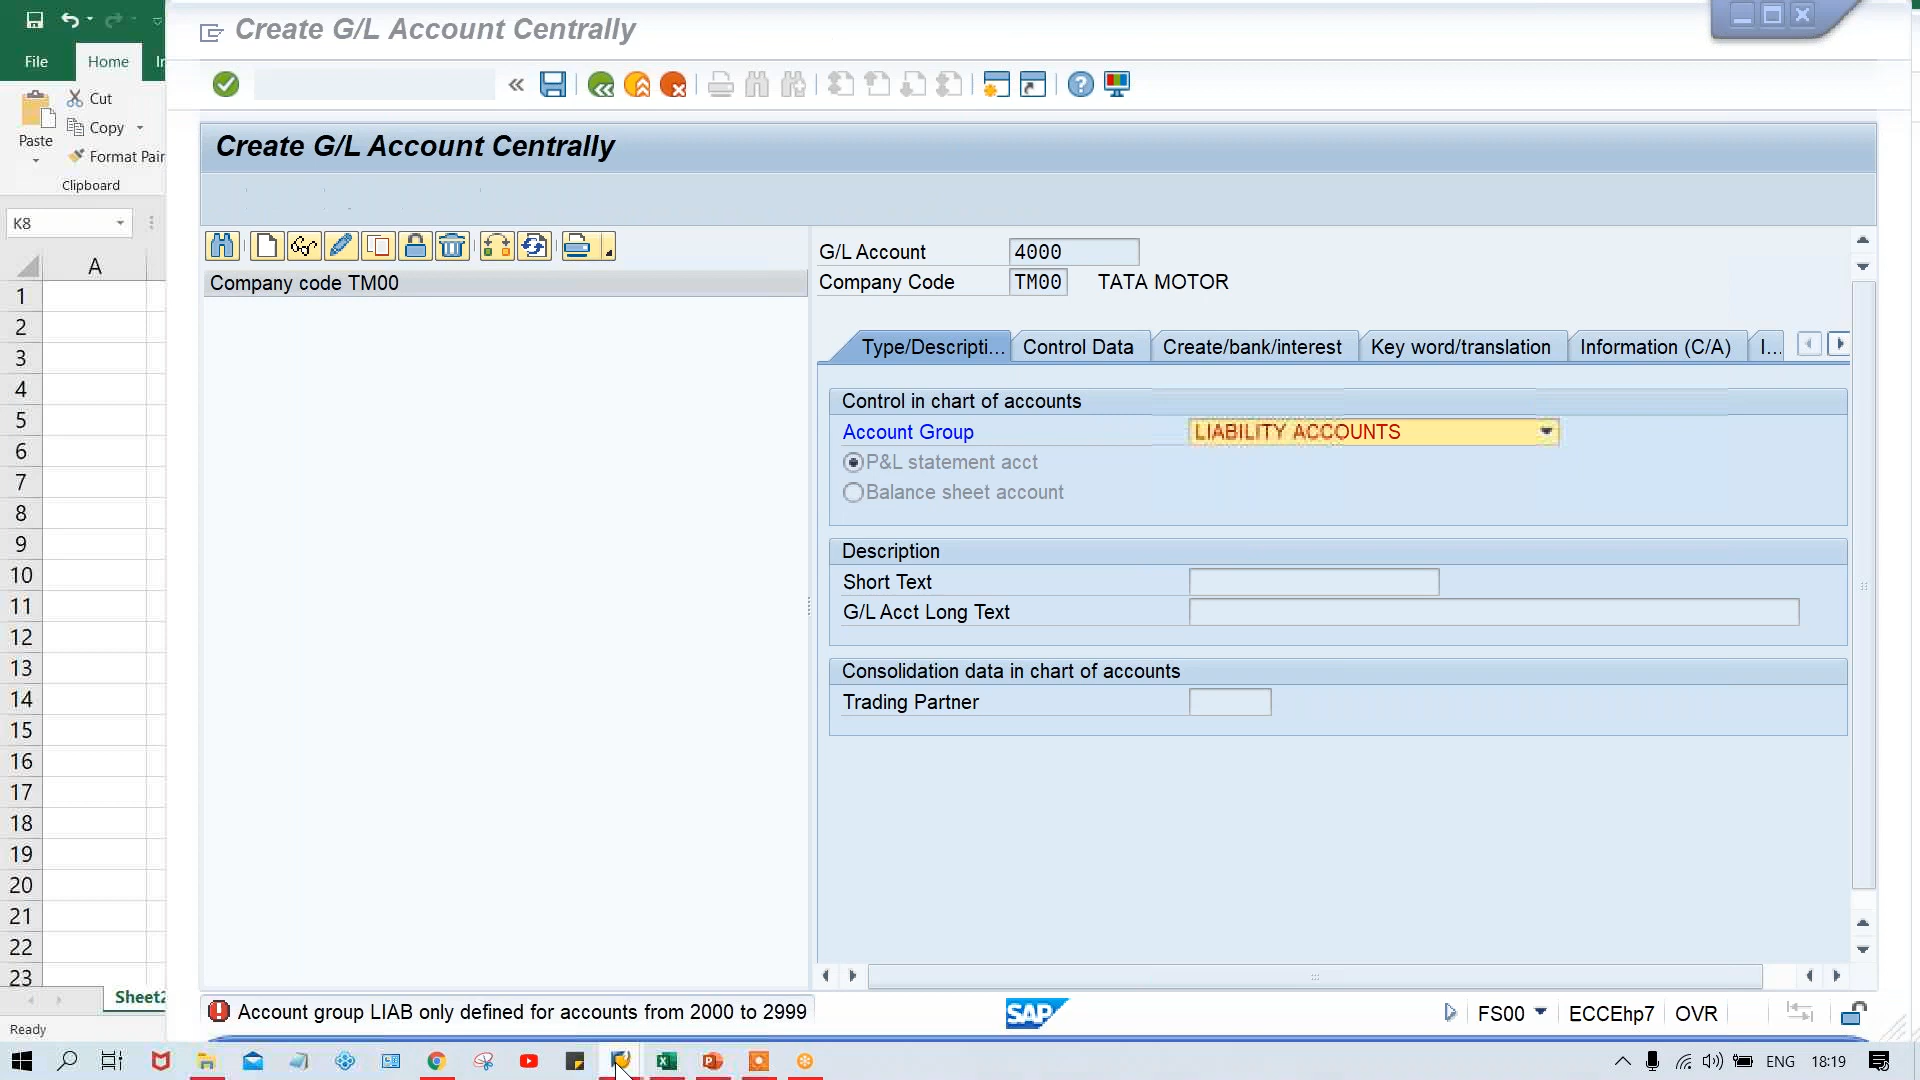 Create G/L Account Centrally
File
Home
Cut
Copy
Paste
Format Pain
Clipboard
K8
A
1
2
3
4
5
6
7
8
9
10
11
12
13
14
15
16
17
18
19
20
21
22
23
Sheet2
Ready
Create G/L Account Centrally
Company code TM00
G/L Account 4000
Company Code TM00 TATA MOTOR
Type/Descripti... Control Data Create/bank/interest Key word/translation Information (C/A) I...
Control in chart of accounts
Account Group LIABILITY ACCOUNTS
P&L statement acct
Balance sheet account
Description
Short Text
G/L Acct Long Text
Consolidation data in chart of accounts
Trading Partner
Account group LIAB only defined for accounts from 2000 to 2999
SAP
FS00 ECCEhp7 OVR
ENG 18:19